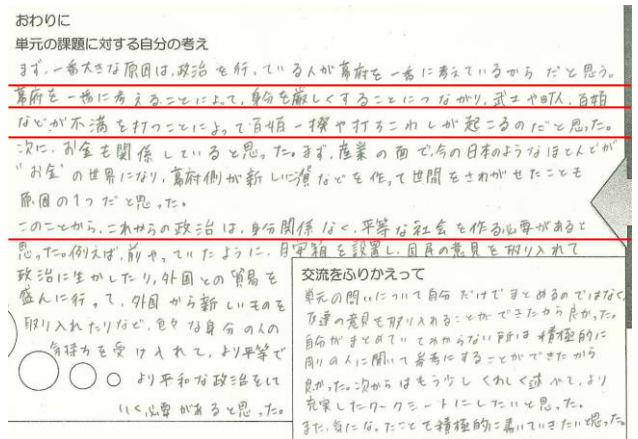 おわりに
単元の課題に対する自分の考え
まず、一番大きな原因は、政治を行っている人が幕府を一番に考えているからだと思う。
幕府を一番に考えることによって、身分を厳しくすることにつながり、武士や町人、百姓
などが不満を打つことによって百姓一揆や打ちこわしが起こるのだと思った。
次に、お金も関係していると思った。まず、産業の面で、今の日本のようなほとんどが
"お金"の世界になり、幕府側が新しい銭などを作って世間をさわがせたことも
原因の1つだと思った。
このことから、これからの政治は、身分関係なく、平等な社会を作る必要があると
思った。例えば、前やっていたように、目安箱を設置し、国民の意見を取り入れて
政治に生かしたり、外国との貿易を
盛んに行って、外国から新しいものを
取り入れたりなど、色々な身分の人の
気持ちを受け入れて、より平等で
より平和な政治をして
いく必要があると思った。
交流をふりかえって
単元の問いについて自分だけでまとめるのではなく、
友達の意見も取り入れることができたから良かった。
自分がまとめていてわからない所は積極的に
周りの人に聞いて参考にすることができたから
良かった。次からはもう少しくわしく述べて、より
充実したワークシートにしたいと思った。
また、気になったことを積極的に書いていきたいと思った。